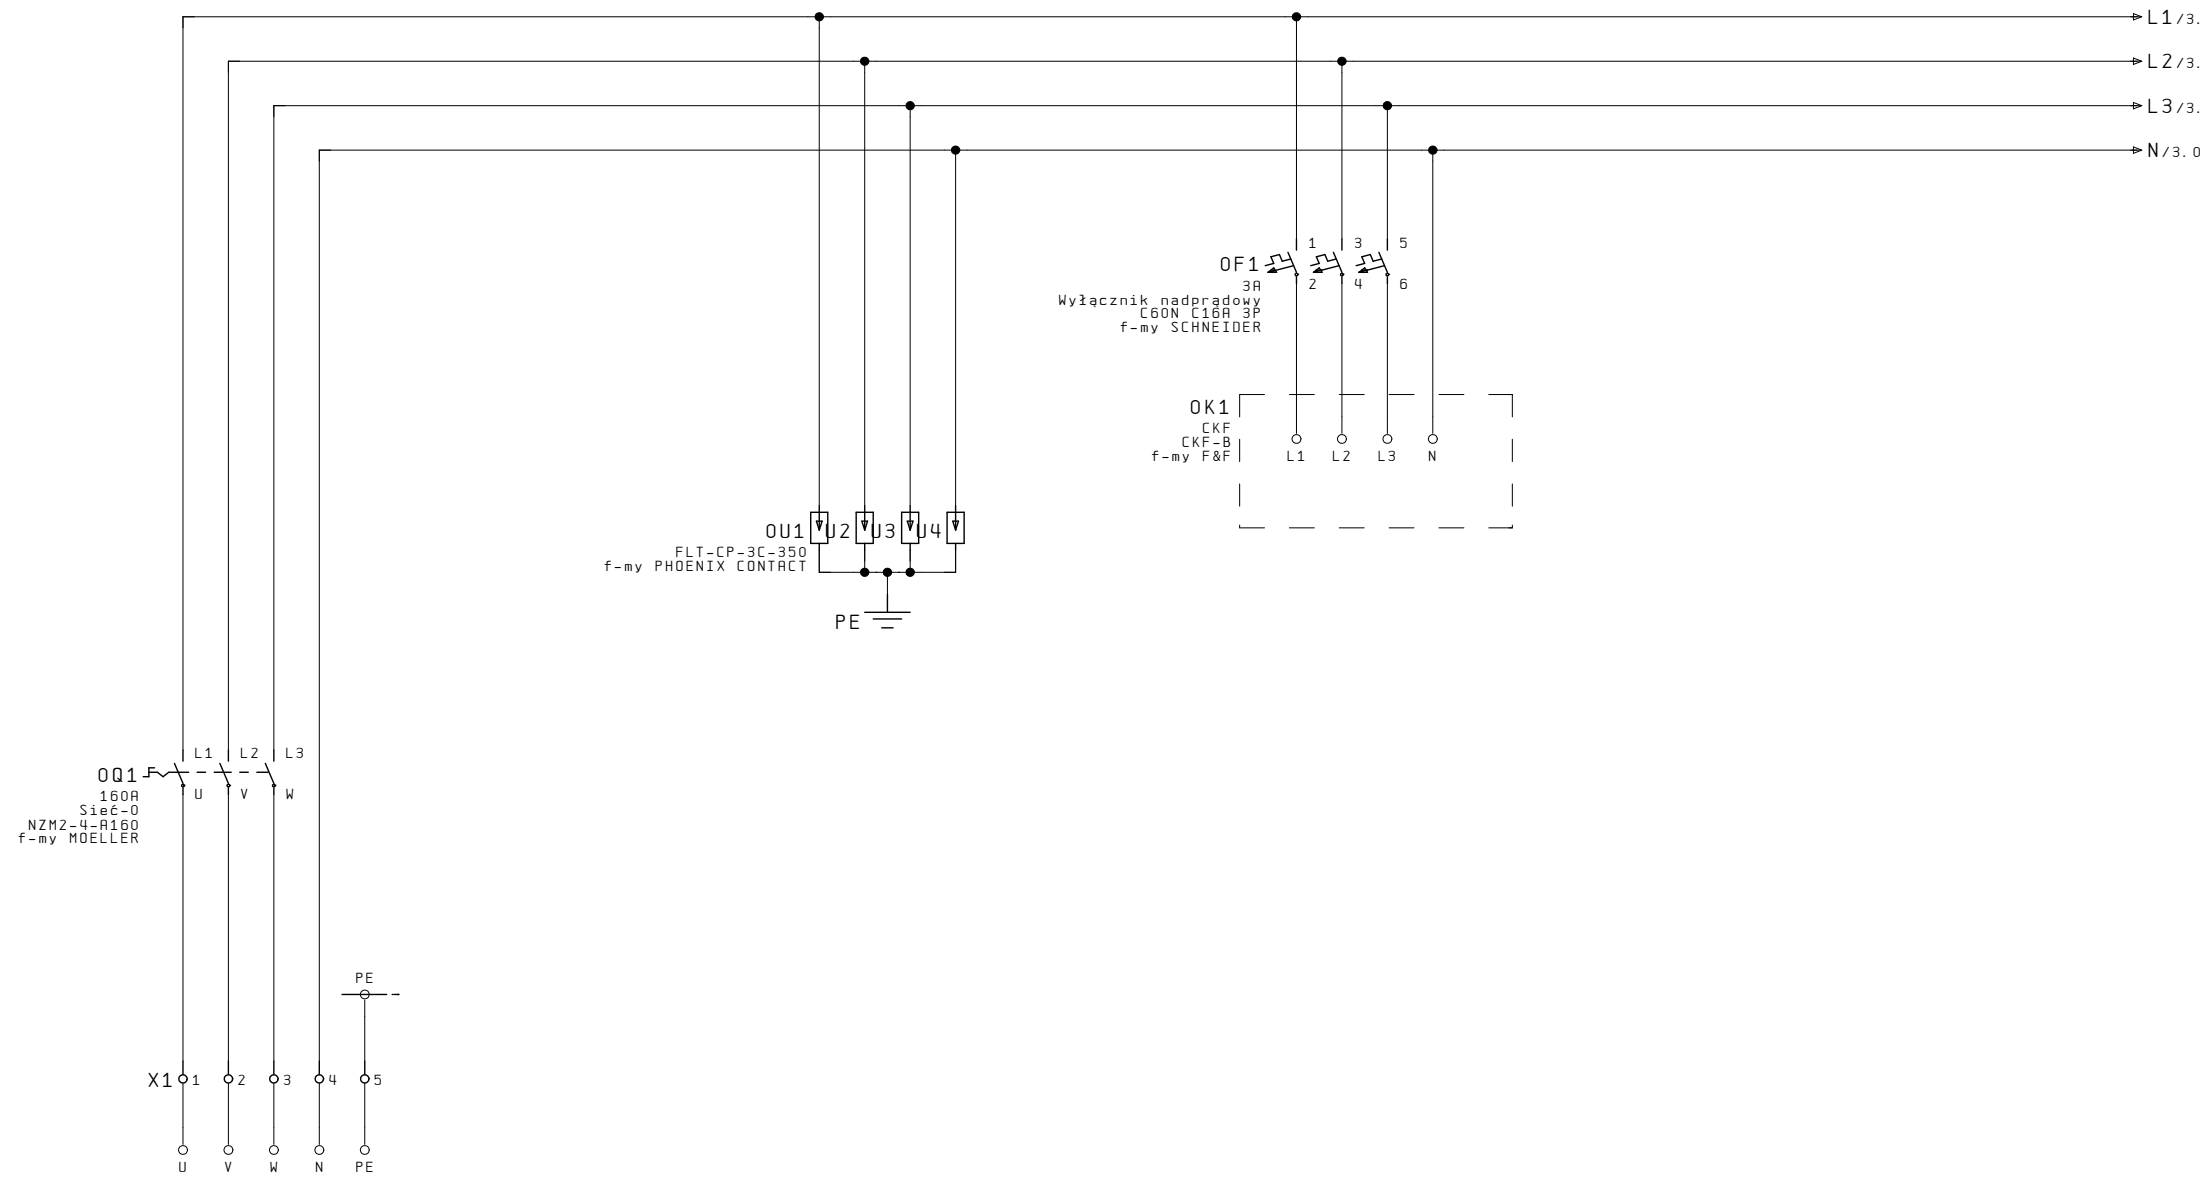 L1/3.
L2/3.
L3/3.
N/3.0
1 3 5
0F1
2 4 6
3A
Wyłącznik nadprądowy
C60N C16A 3P
f-my SCHNEIDER
0K1
CKF
CKF-B
f-my F&F
L1 L2 L3 N
0U1 U2 U3 U4
FLT-CP-3C-350
f-my PHOENIX CONTACT
PE
L1 L2 L3
0Q1
U V W
160A
Sieć-0
NZM2-4-A160
f-my MOELLER
PE
X1 1 2 3 4 5
U V W N PE